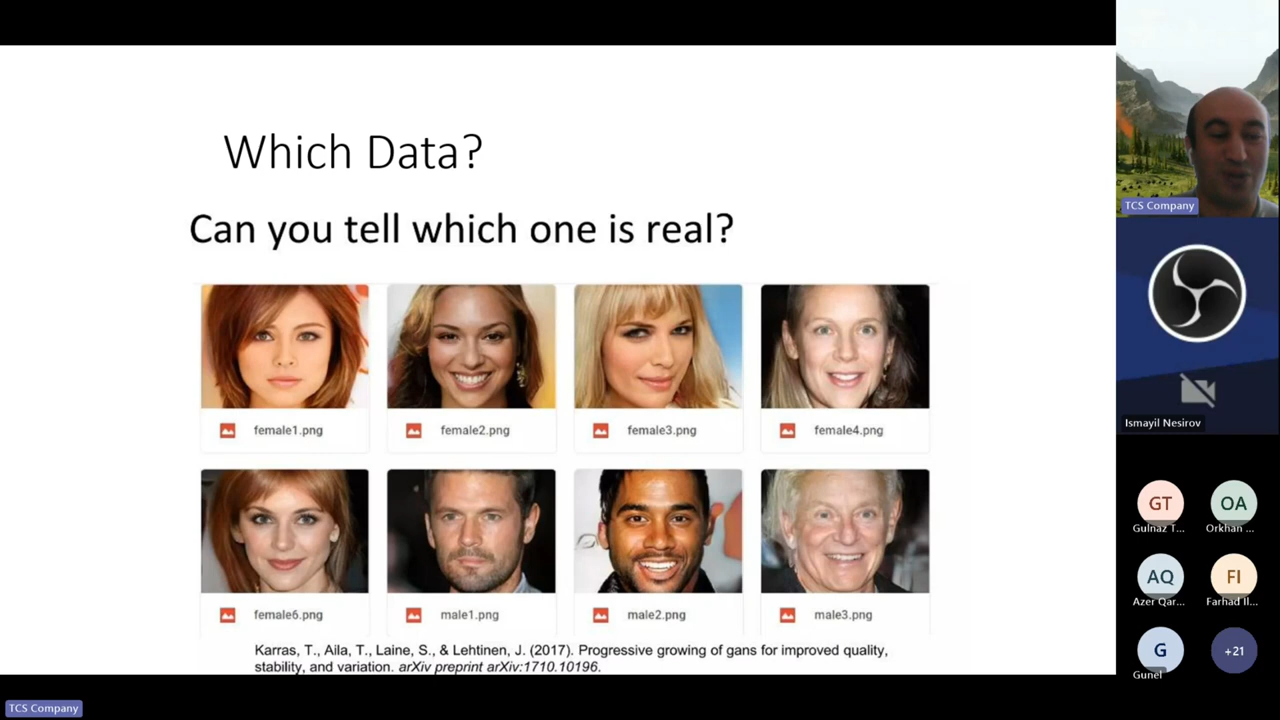 Which Data?
Can you tell which one is real?
female1.png
female2.png
female3.png
female4.png
female6.png
male1.png
male2.png
male3.png
Karras, T., Aila, T., Laine, S., & Lehtinen, J. (2017). Progressive growing of gans for improved quality,
stability, and variation. arXiv preprint arXiv:1710.10196.
TCS Company
TCS Company
Ismayil Nesirov
GT
Gulnaz T...
OA
Orkhan ...
AQ
Azer Qar...
FI
Farhad Il...
G
Gunel
+21